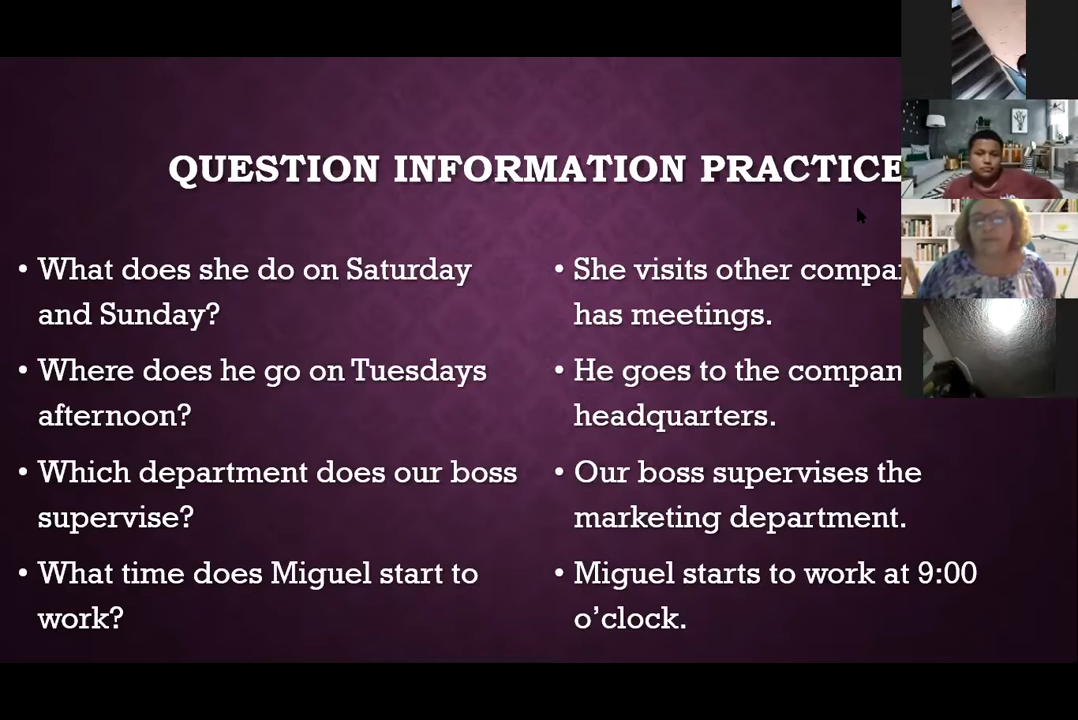 QUESTION INFORMATION PRACTICE
• What does she do on Saturday
and Sunday?
• Where does he go on Tuesdays
afternoon?
• Which department does our boss
supervise?
• What time does Miguel start to
work?
• She visits other
has meetings.
• He goes to the
headquarters.
• Our boss supervises the
marketing department.
• Miguel starts to work at 9:00
o’clock.